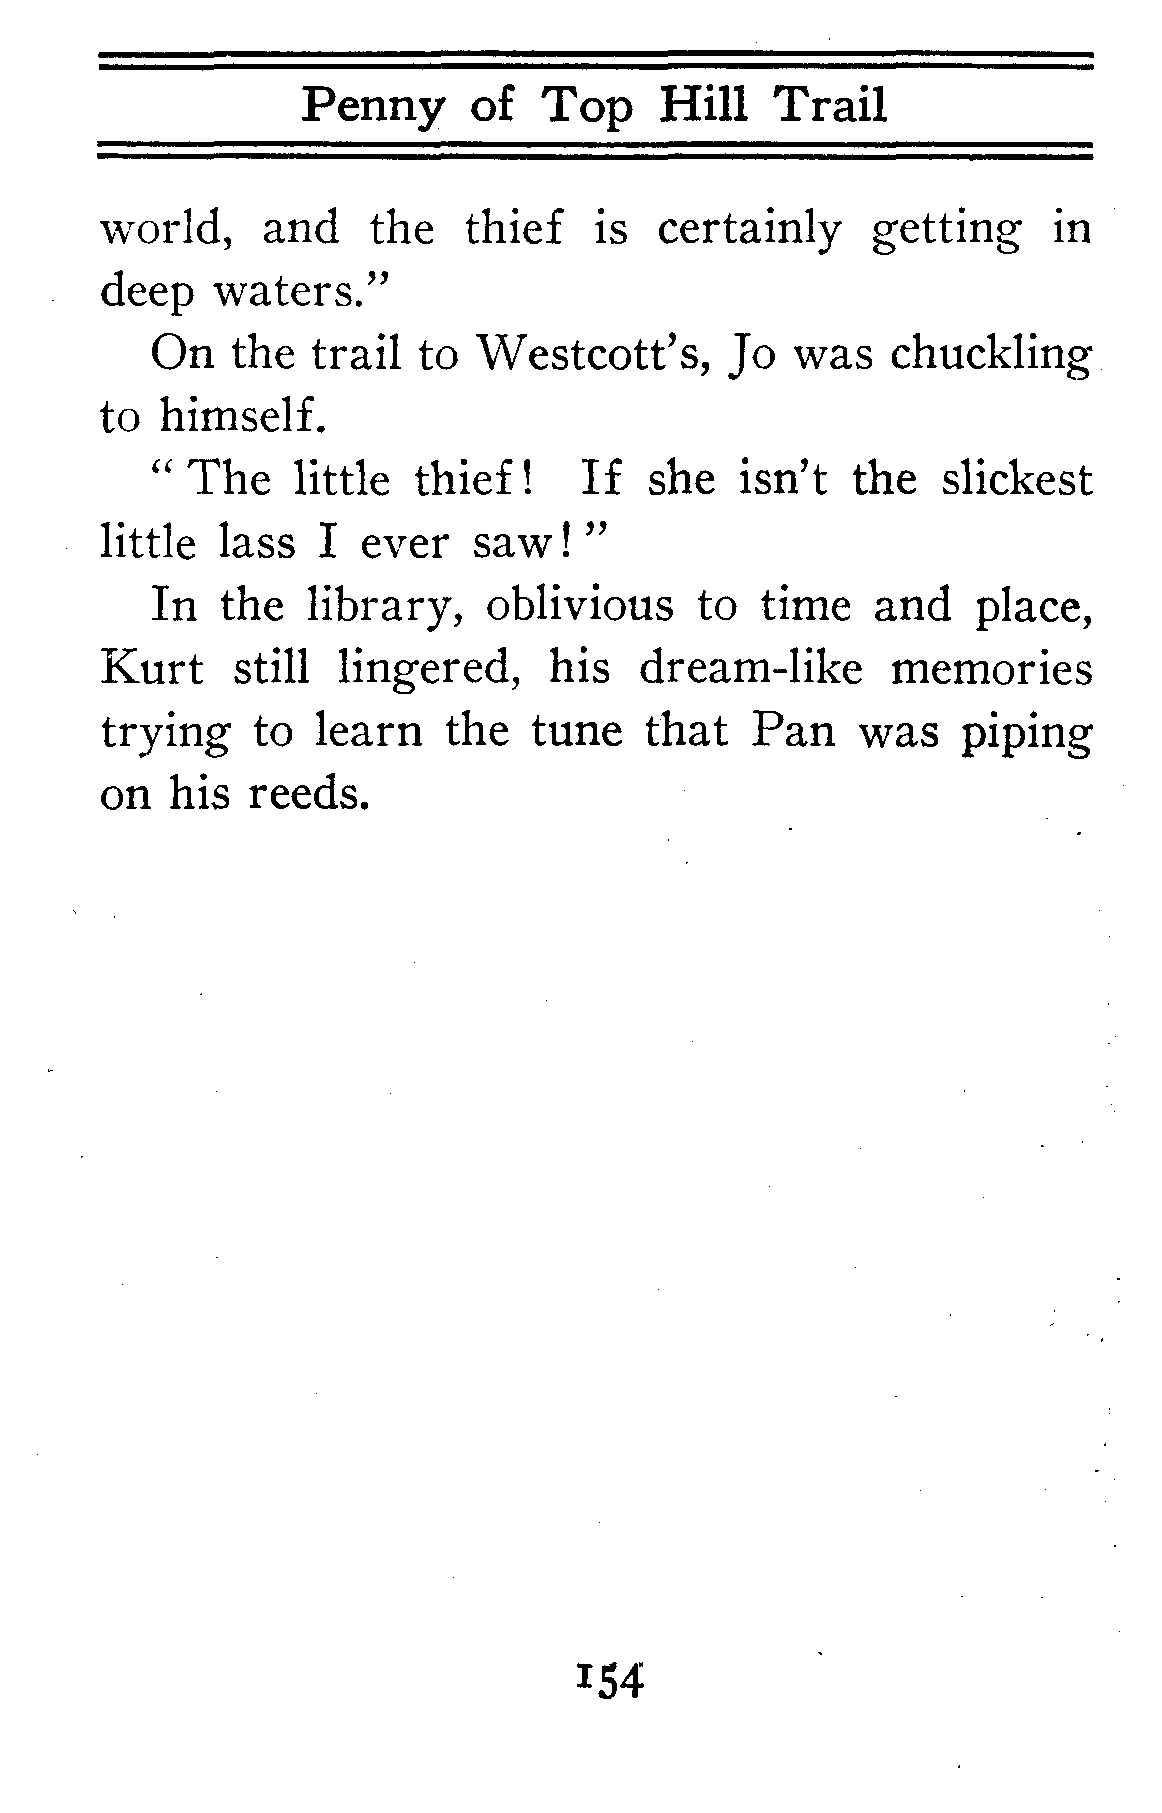 Penny of Top Hill Trail
world, and the thief is certainly getting in
deep waters.”
On the trail to Westcott’s, Jo was chuckling
to himself.
“ The little thief! If she isn’t the slickest
little lass I ever saw! ”
In the library, oblivious to time and place,
Kurt still lingered, his dream-like memories
trying to learn the tune that Pan was piping
on his reeds.
154